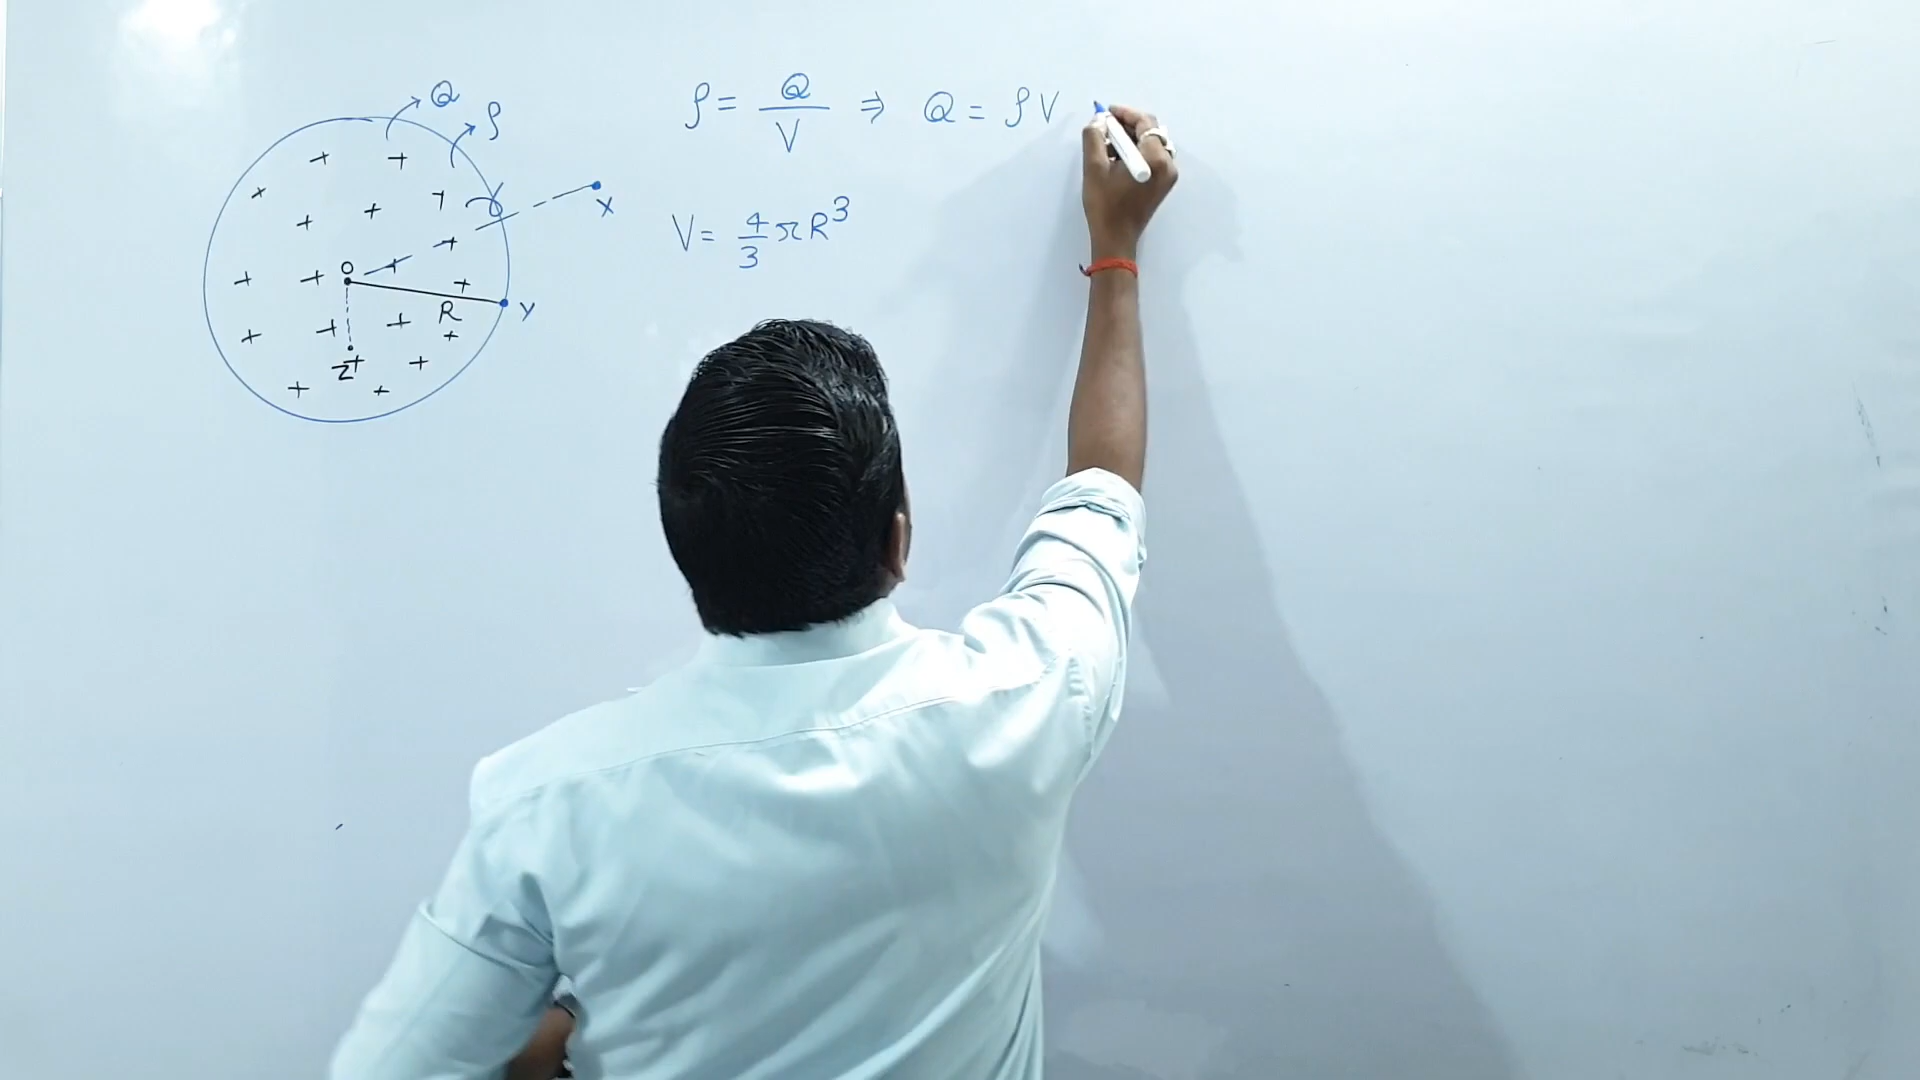 Q
ρ
X
O
R
Y
Z
ρ = Q/V ⇒ Q = ρV
V = 4/3 πR³